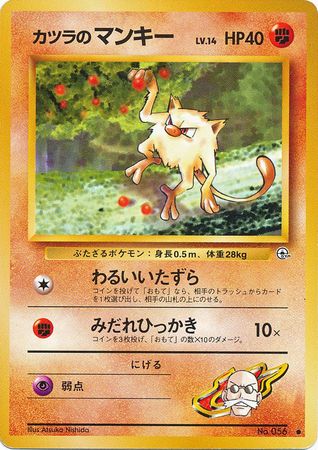 カツラのマンキー LV.14 HP40
ぶたざるポケモン：身長0.5m、体重28kg
わるいいたずら
コインを投げて「おもて」なら、相手のトラッシュからカード
を1枚選び出し、相手の山札の上にのせる。
みだれひっかき 10×
コインを3枚投げ、「おもて」の数×10のダメージ。
にげる
弱点
Illus. Atsuko Nishida
No. 056